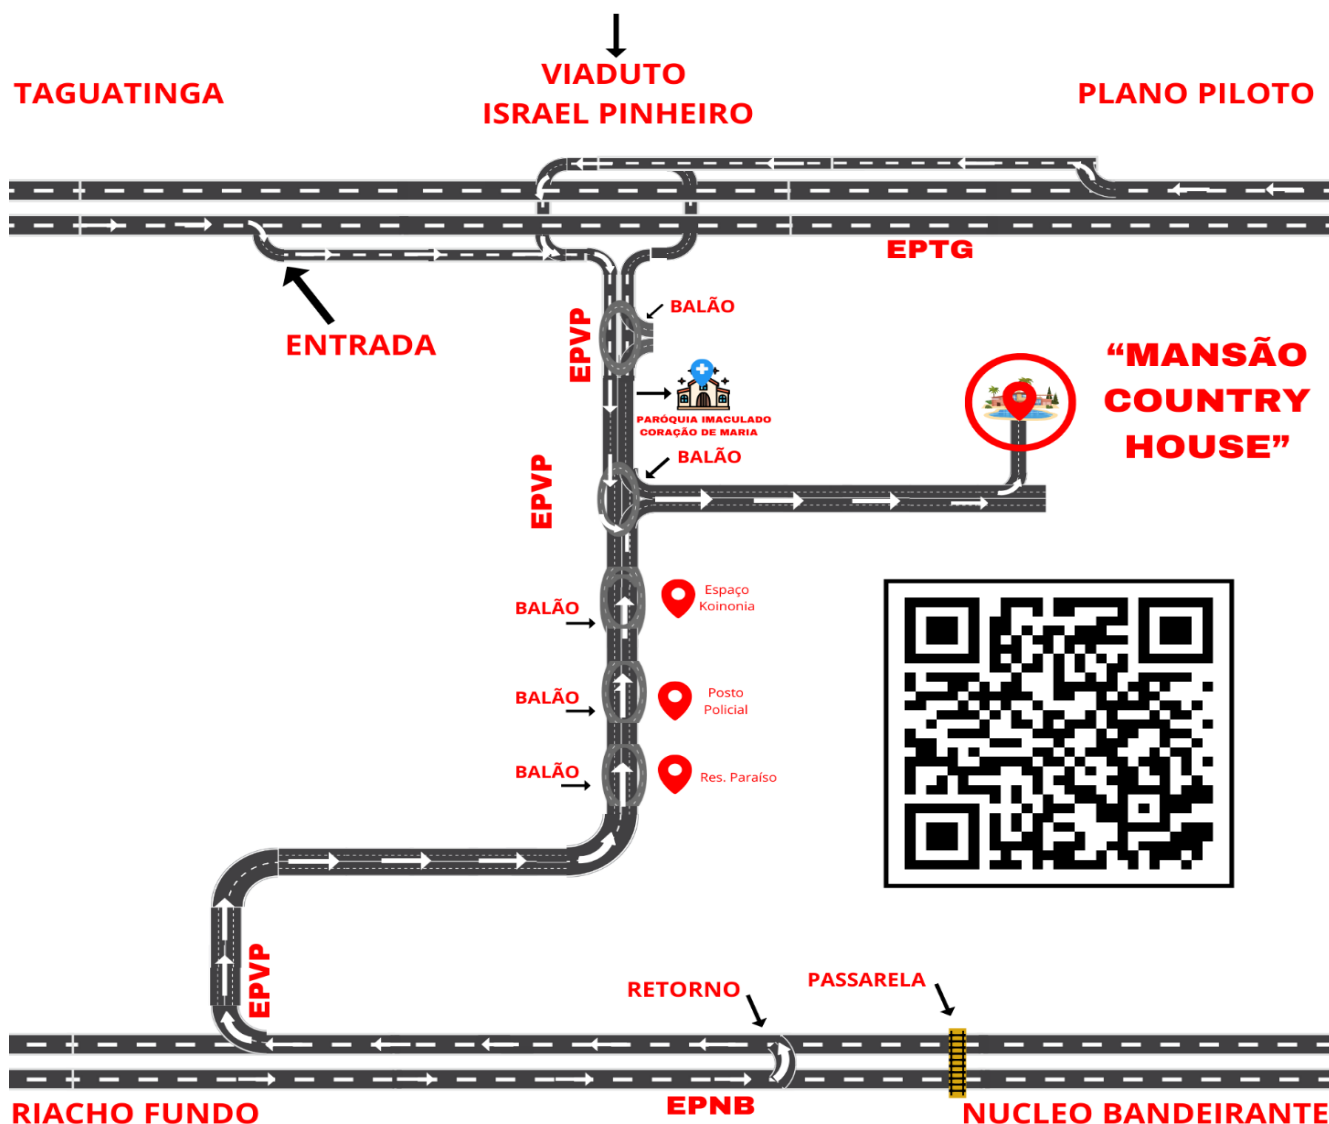 TAGUATINGA
VIADUTO
ISRAEL PINHEIRO
PLANO PILOTO
EPTG
ENTRADA
EPVP
BALÃO
PARÓQUIA IMACULADO
CORAÇÃO DE MARIA
BALÃO
“MANSÃO
COUNTRY
HOUSE”
EPVP
BALÃO
Espaço
Koinonia
BALÃO
Posto
Policial
BALÃO
Res. Paraíso
EPVP
RETORNO
PASSARELA
RIACHO FUNDO
EPNB
NUCLEO BANDEIRANTE